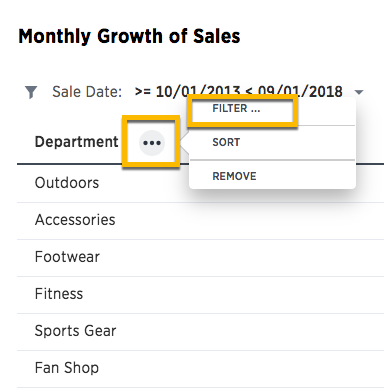 Monthly Growth of Sales
Sale Date: >= 10/01/2013 < 09/01/2018
FILTER ...
Department
SORT
REMOVE
Outdoors
Accessories
Footwear
Fitness
Sports Gear
Fan Shop